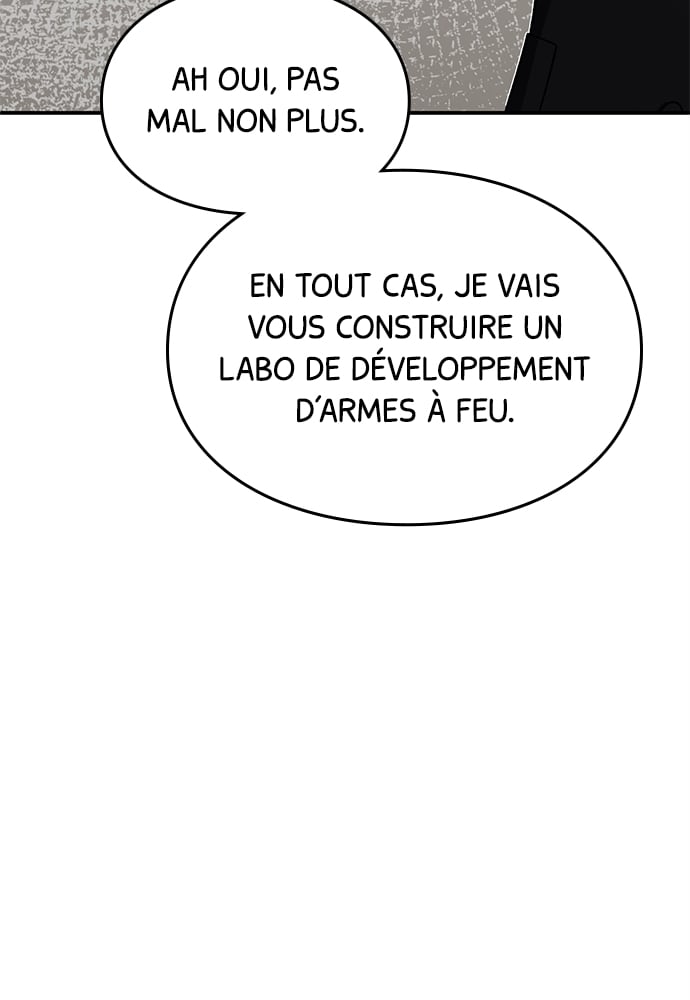 AH OUI, PAS
MAL NON PLUS.
EN TOUT CAS, JE VAIS
VOUS CONSTRUIRE UN
LABO DE DÉVELOPPEMENT
D'ARMES À FEU.